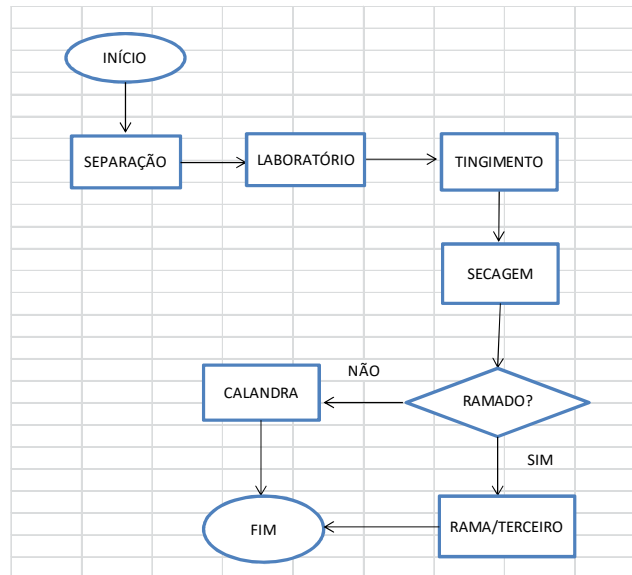 INÍCIO
SEPARAÇÃO
LABORATÓRIO
TINGIMENTO
SECAGEM
NÃO
CALANDRA
RAMADO?
SIM
FIM
RAMA/TERCEIRO